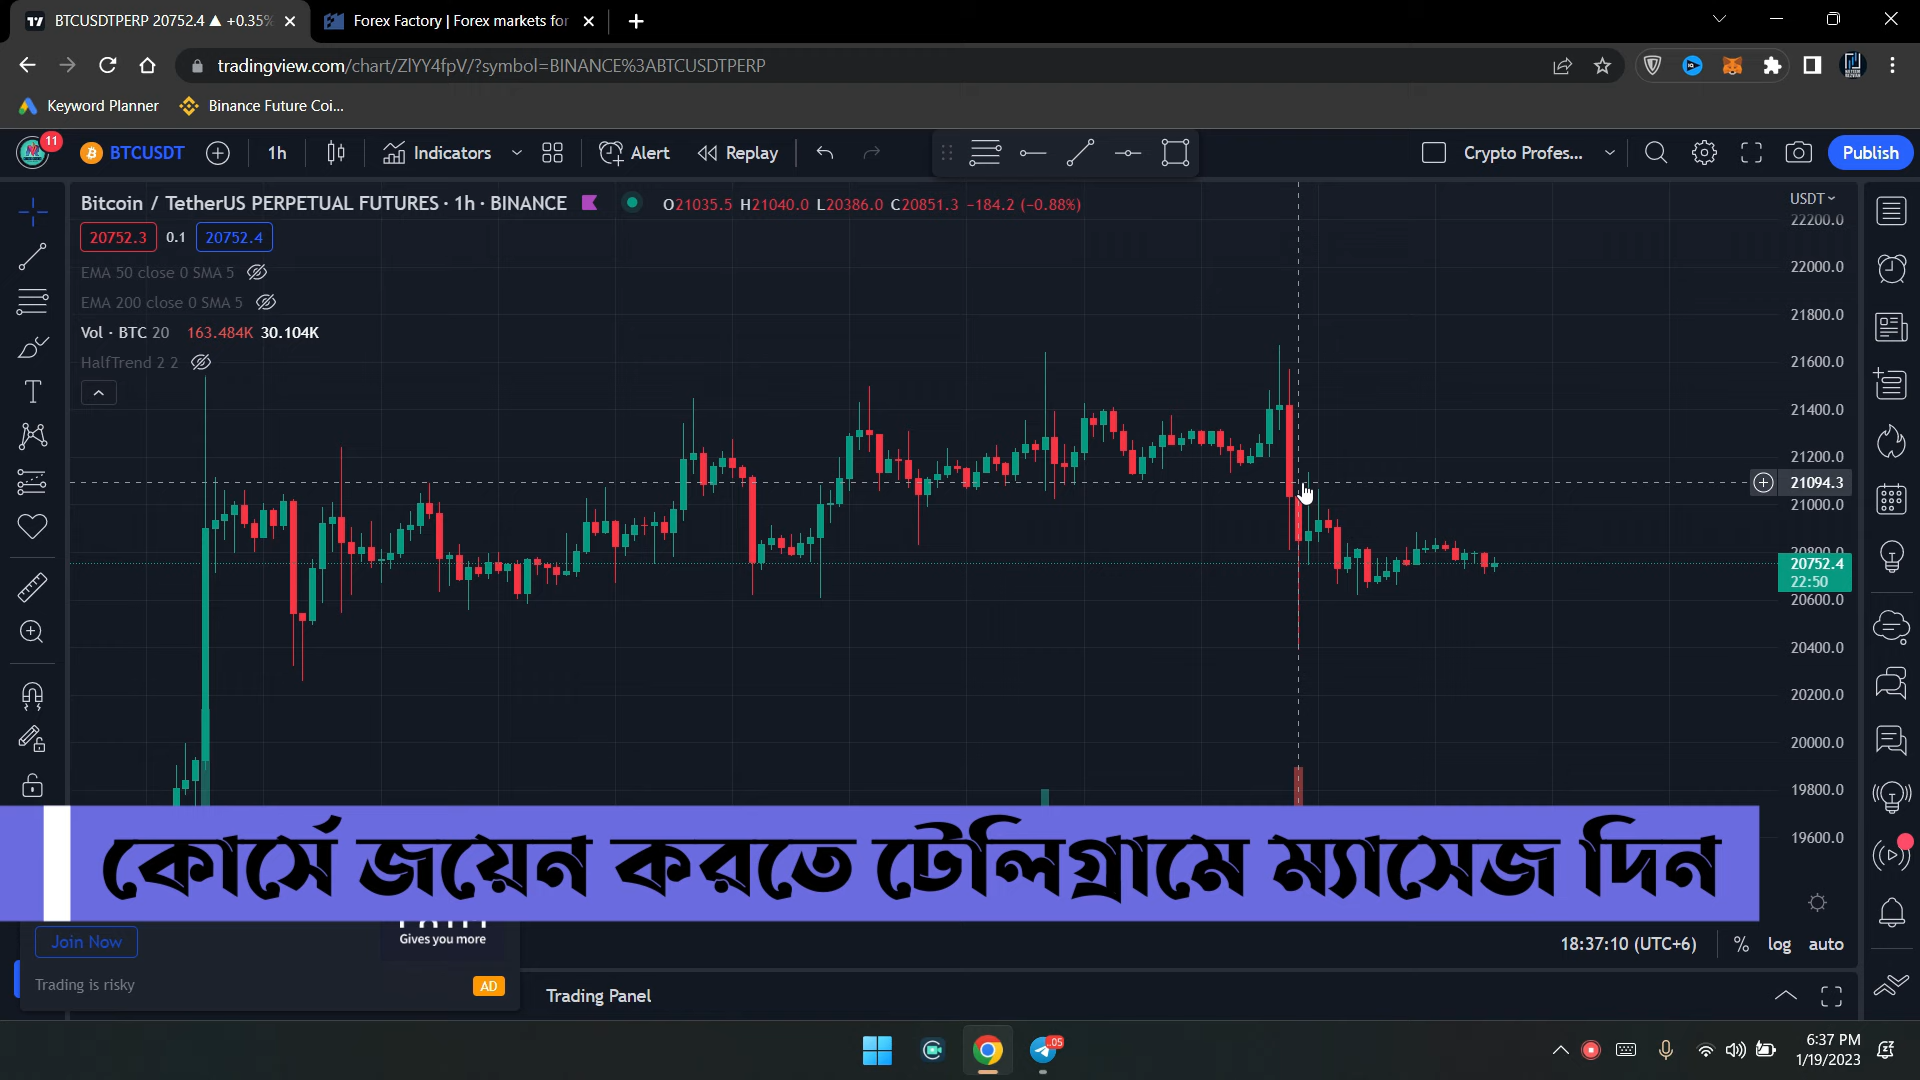 BTCUSDTPERP 20752.4 ▲ +0.35%
Forex Factory | Forex markets for
tradingview.com/chart/ZlYY4fpV/?symbol=BINANCE%3ABTCUSDTPERP
Keyword Planner
Binance Future Coi...
11
BTCUSDT
1h
Indicators
Alert
Replay
Crypto Profes...
Publish
Bitcoin / TetherUS PERPETUAL FUTURES · 1h · BINANCE
O21035.5 H21040.0 L20386.0 C20851.3 −184.2 (−0.88%)
USDT
20752.3 0.1 20752.4
EMA 50 close 0 SMA 5
EMA 200 close 0 SMA 5
Vol · BTC 20 163.484K 30.104K
HalfTrend 2 2
22200.0
22000.0
21800.0
21600.0
21400.0
21200.0
21094.3
21000.0
20800.0
20752.4
22:50
20600.0
20400.0
20200.0
20000.0
19800.0
19600.0
কোর্সে জয়েন করতে টেলিগ্রামে ম্যাসেজ দিন
Join Now
Gives you more
18:37:10 (UTC+6)
%
log
auto
Trading is risky
AD
Trading Panel
.05
6:37 PM
1/19/2023